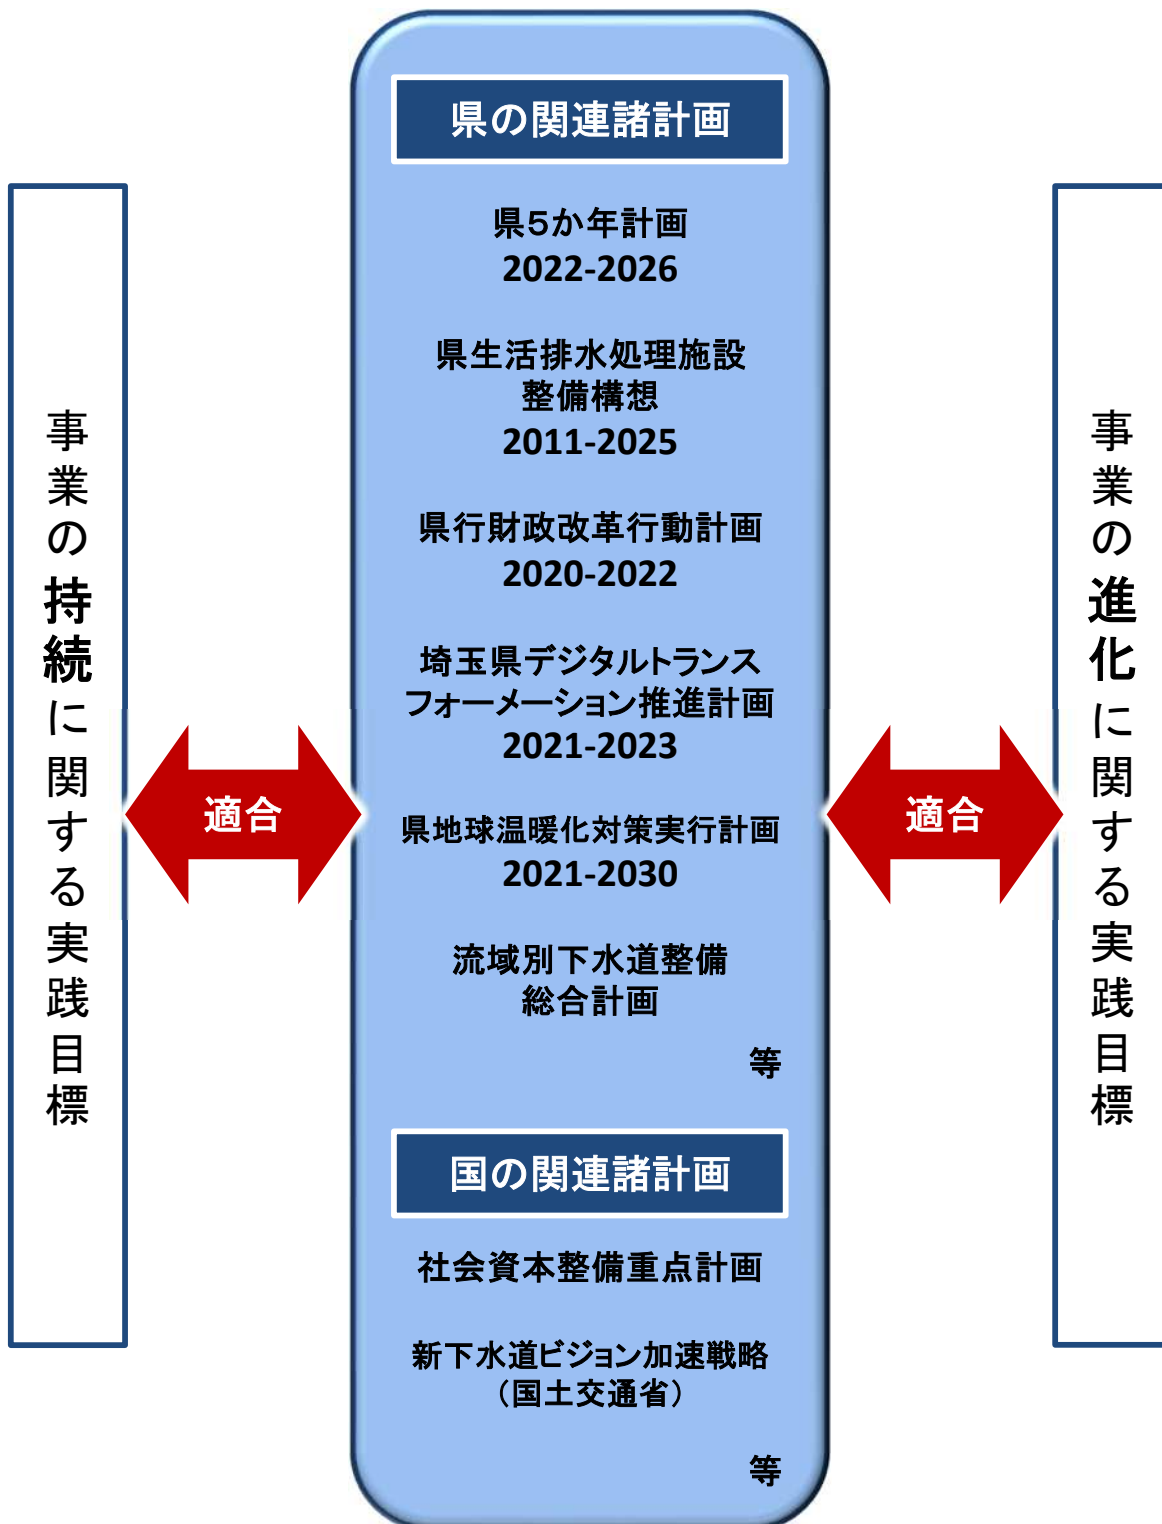 事業の持続に関する実践目標
適合
県の関連諸計画
県5か年計画
2022-2026
県生活排水処理施設
整備構想
2011-2025
県行財政改革行動計画
2020-2022
埼玉県デジタルトランス
フォーメーション推進計画
2021-2023
県地球温暖化対策実行計画
2021-2030
流域別下水道整備
総合計画
等
国の関連諸計画
社会資本整備重点計画
新下水道ビジョン加速戦略
（国土交通省）
等
適合
事業の進化に関する実践目標